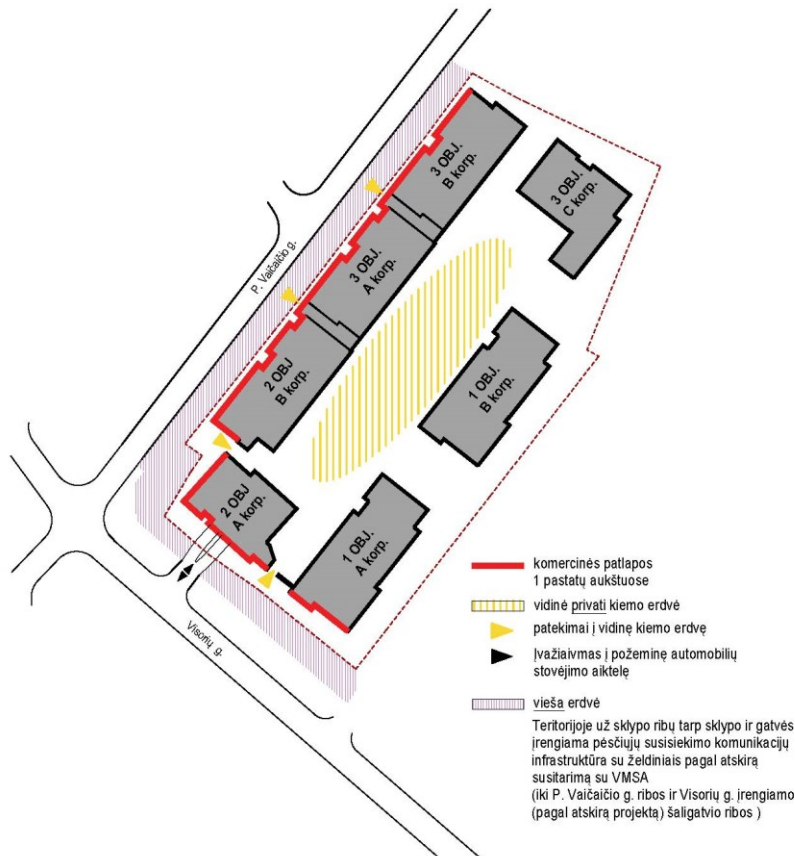 3 OBJ.
B korp.
3 OBJ.
C korp.
3 OBJ.
A korp.
P. Vaičaičio g.
2 OBJ.
B korp.
1 OBJ.
B korp.
2 OBJ
A korp.
1 OBJ.
A korp.
Visorių g.
komercinės patlapos
1 pastatų aukštuose
vidinė privati kiemo erdvė
patekimai į vidinę kiemo erdvę
Įvažiaivmas į požeminę automobilių
stovėjimo aiktelę
vieša erdvė
Teritorijoje už sklypo ribų tarp sklypo ir gatvės
įrengiama pėsčiųjų susisiekimo komunikacijų
infrastruktūra su želdiniais pagal atskirą
susitarimą su VMSA
(iki P. Vaičaičio g. ribos ir Visorių g. įrengiamo
(pagal atskirą projektą) šaligatvio ribos )